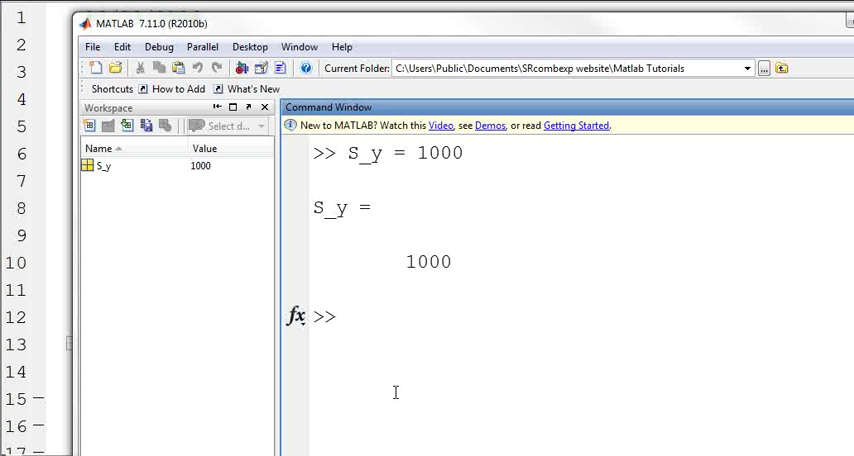 MATLAB 7.11.0 (R2010b)
File Edit Debug Parallel Desktop Window Help
Current Folder: C:\Users\Public\Documents\SRcombexp website\Matlab Tutorials
Shortcuts How to Add What's New
Workspace
Command Window
Select d...
New to MATLAB? Watch this Video, see Demos, or read Getting Started.
Name Value
S_y 1000
>> S_y = 1000
S_y =
1000
fx >>
1
2
3
4
5
6
7
8
9
10
11
12
13
14
15
16
17